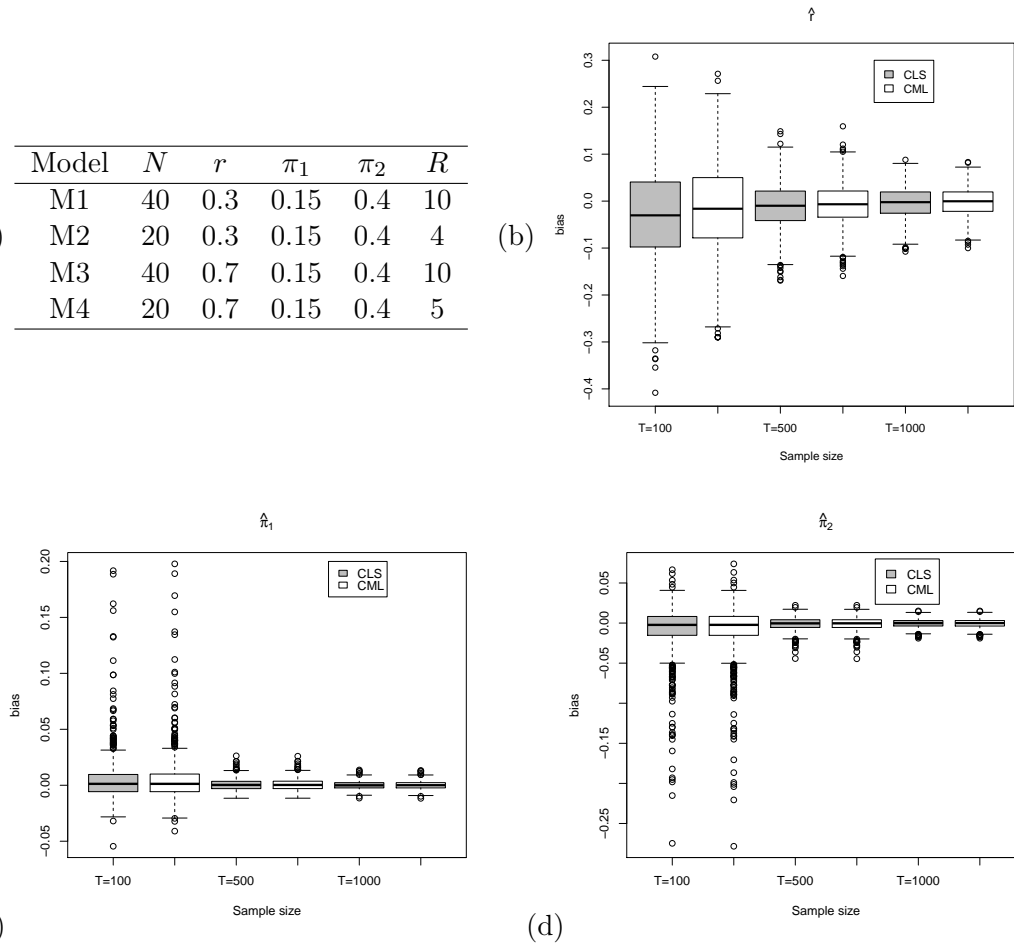 Model N r π1 π2 R
M1 40 0.3 0.15 0.4 10
M2 20 0.3 0.15 0.4 4
M3 40 0.7 0.15 0.4 10
M4 20 0.7 0.15 0.4 5
)
(b)
r̂
CLS
CML
0.3
0.2
0.1
0.0
−0.1
−0.2
−0.3
−0.4
bias
T=100 T=500 T=1000
Sample size
)
π̂1
CLS
CML
0.20
0.15
0.10
0.05
0.00
−0.05
bias
T=100 T=500 T=1000
Sample size
(d)
π̂2
CLS
CML
0.05
0.00
−0.05
−0.15
−0.25
bias
T=100 T=500 T=1000
Sample size